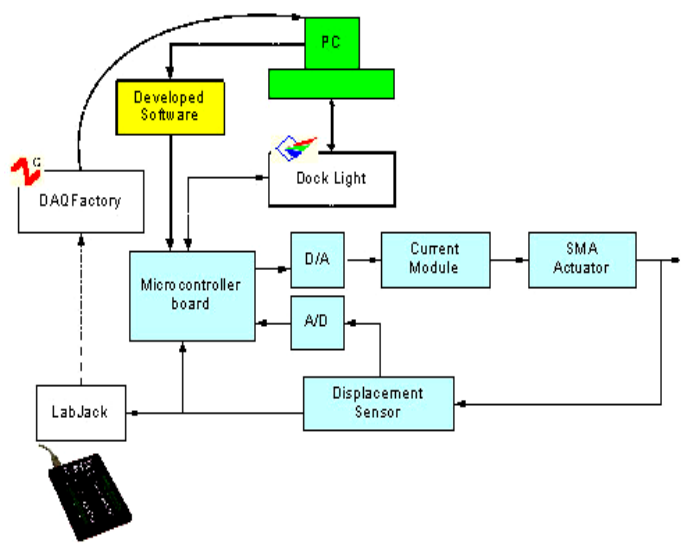 PC
Developed
Software
Dock Light
DAQFactory
Microcontroller
board
D/A
Current
Module
SMA
Actuator
A/D
Displacement
Sensor
LabJack